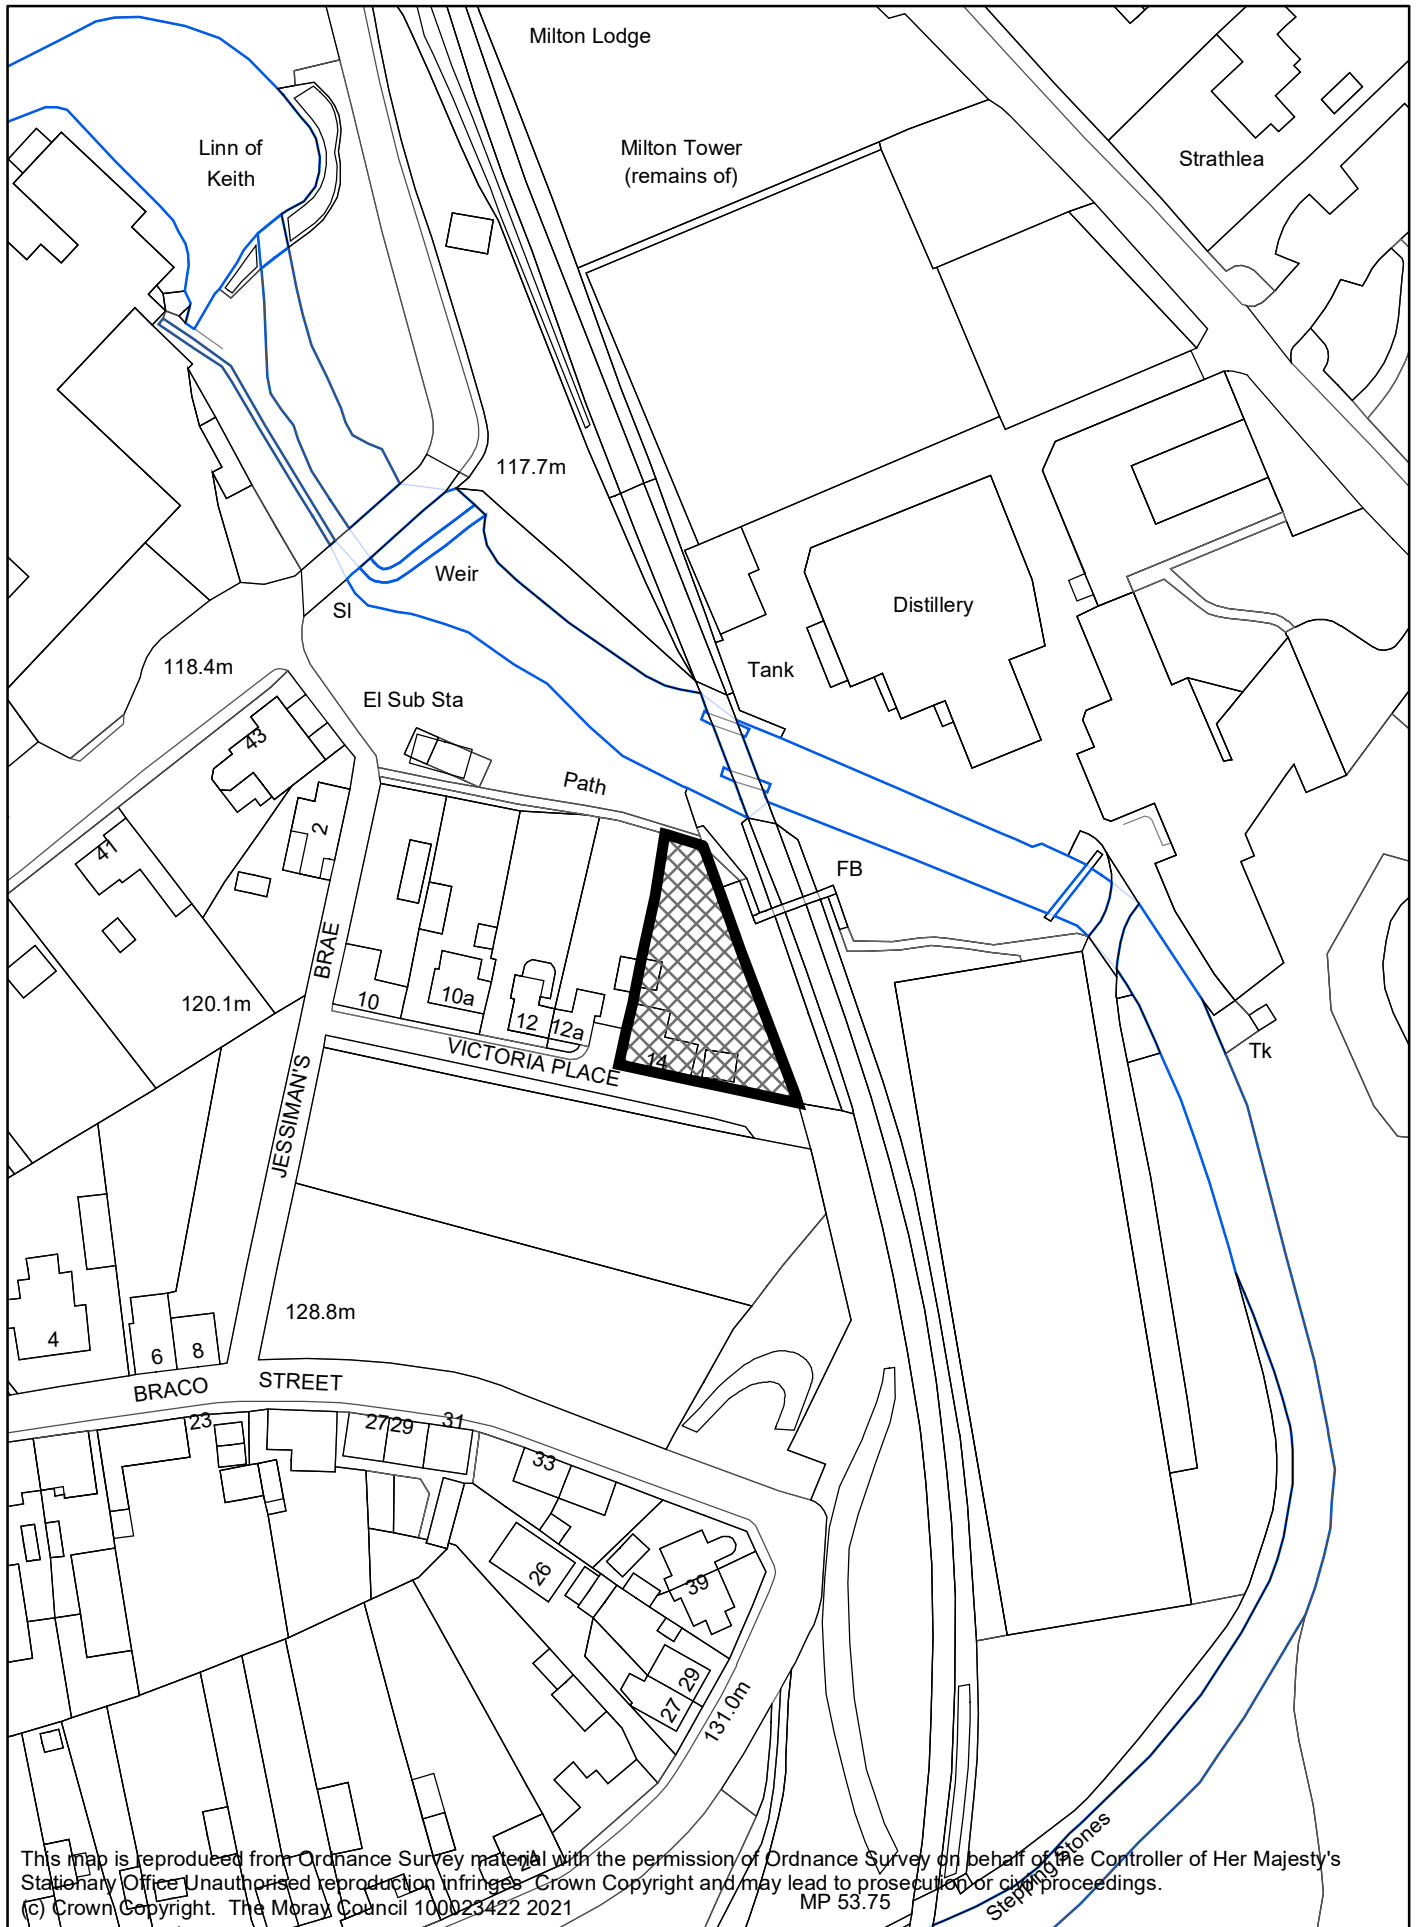 Milton Lodge
Linn of
Keith
Milton Tower
(remains of)
Strathlea
117.7m
Weir
Sl
Distillery
118.4m
Tank
El Sub Sta
43
Path
2
41
FB
BRAE
120.1m
10
10a
12
12a
VICTORIA PLACE
14
Tk
JESSIMAN'S
128.8m
4
6
8
BRACO
STREET
23
27
29
31
33
26
39
29
27
131.0m
Stepping Stones
24
This map is reproduced from Ordnance Survey material with the permission of Ordnance Survey on behalf of the Controller of Her Majesty's
Stationary Office Unauthorised reproduction infringes Crown Copyright and may lead to prosecution or civil proceedings.
(c) Crown Copyright. The Moray Council 100023422 2021
MP 53.75